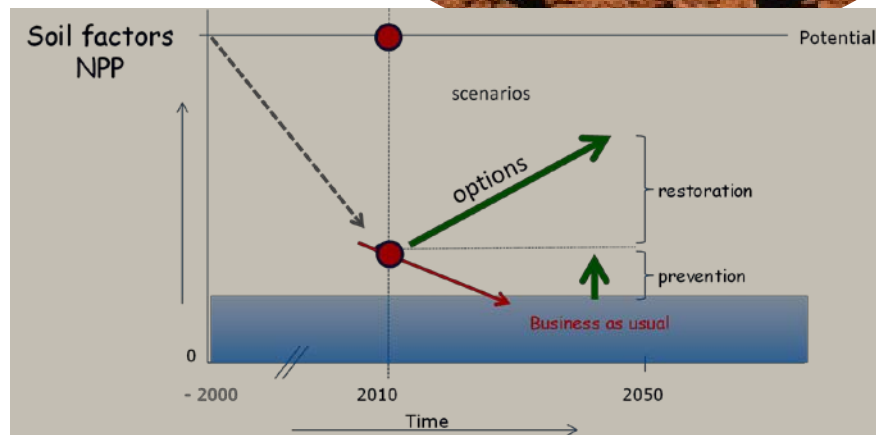 Soil factors
NPP
Potential
scenarios
options
restoration
prevention
Business as usual
0
- 2000
2010
2050
Time